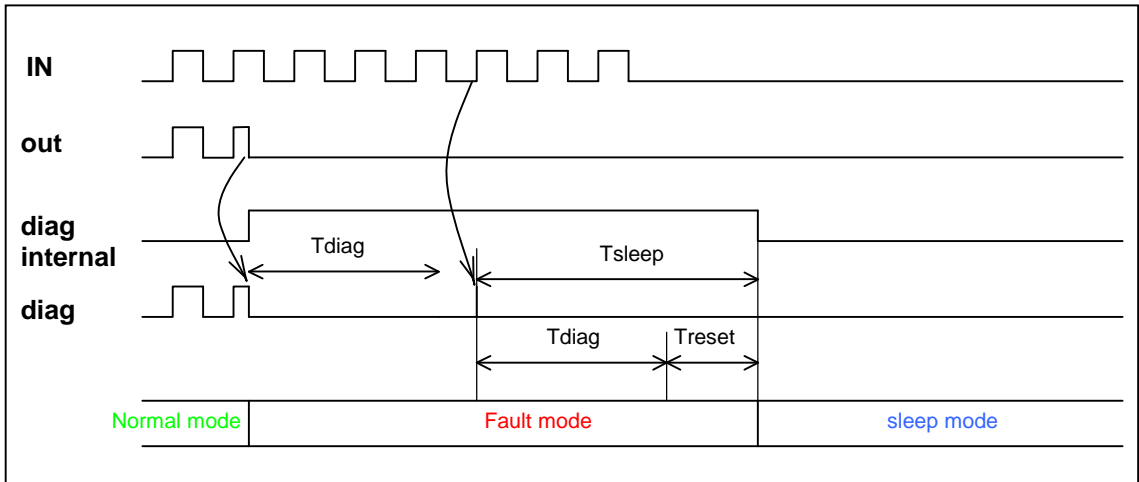 IN
out
diag
internal
Tdiag
Tsleep
diag
Tdiag
Treset
Normal mode
Fault mode
sleep mode